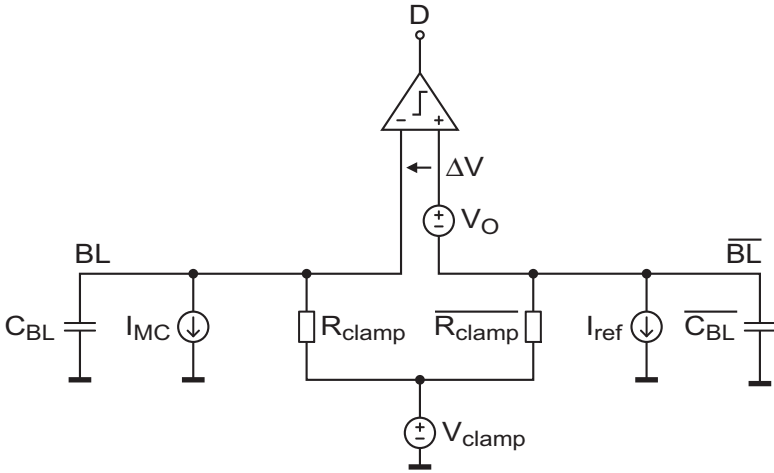 D
− +
ΔV
+
− V_O
BL
B̅L̅
C_BL
I_MC
R_clamp
R̅_̅c̅l̅a̅m̅p̅
I_ref
C̅_̅B̅L̅
+
− V_clamp